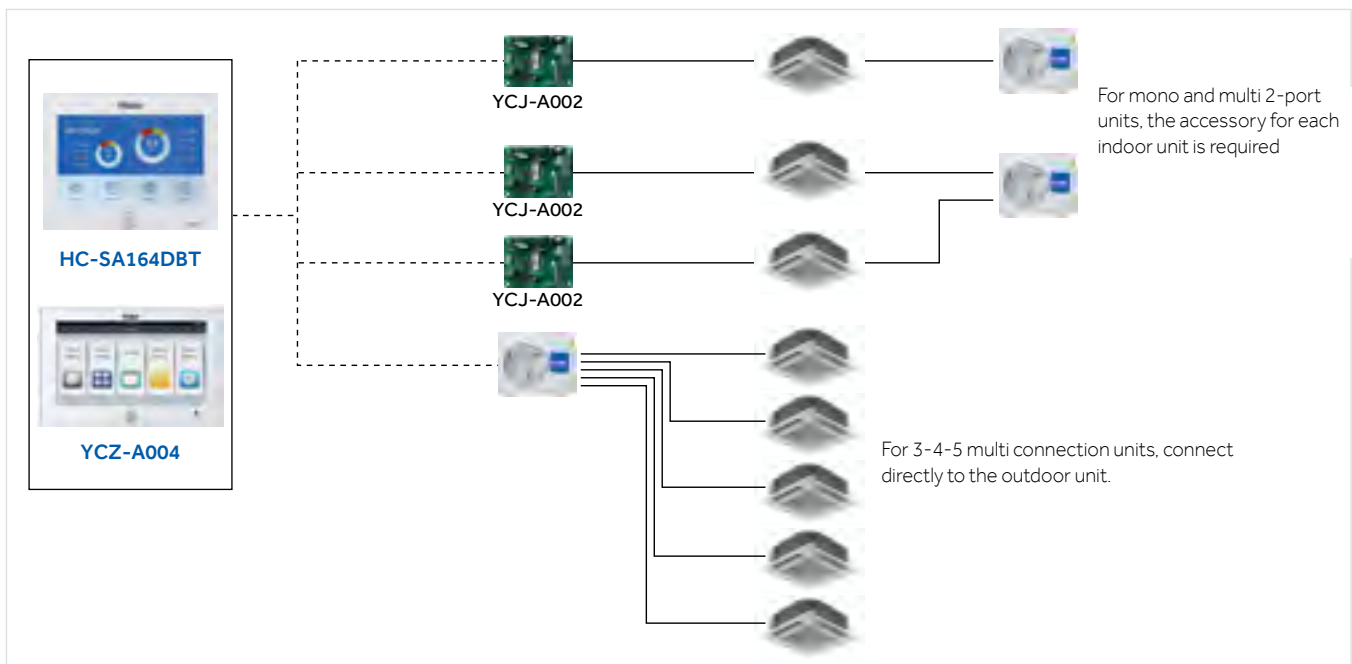 YCJ-A002
For mono and multi 2-port
units, the accessory for each
indoor unit is required
YCJ-A002
HC-SA164DBT
YCJ-A002
YCZ-A004
For 3-4-5 multi connection units, connect
directly to the outdoor unit.